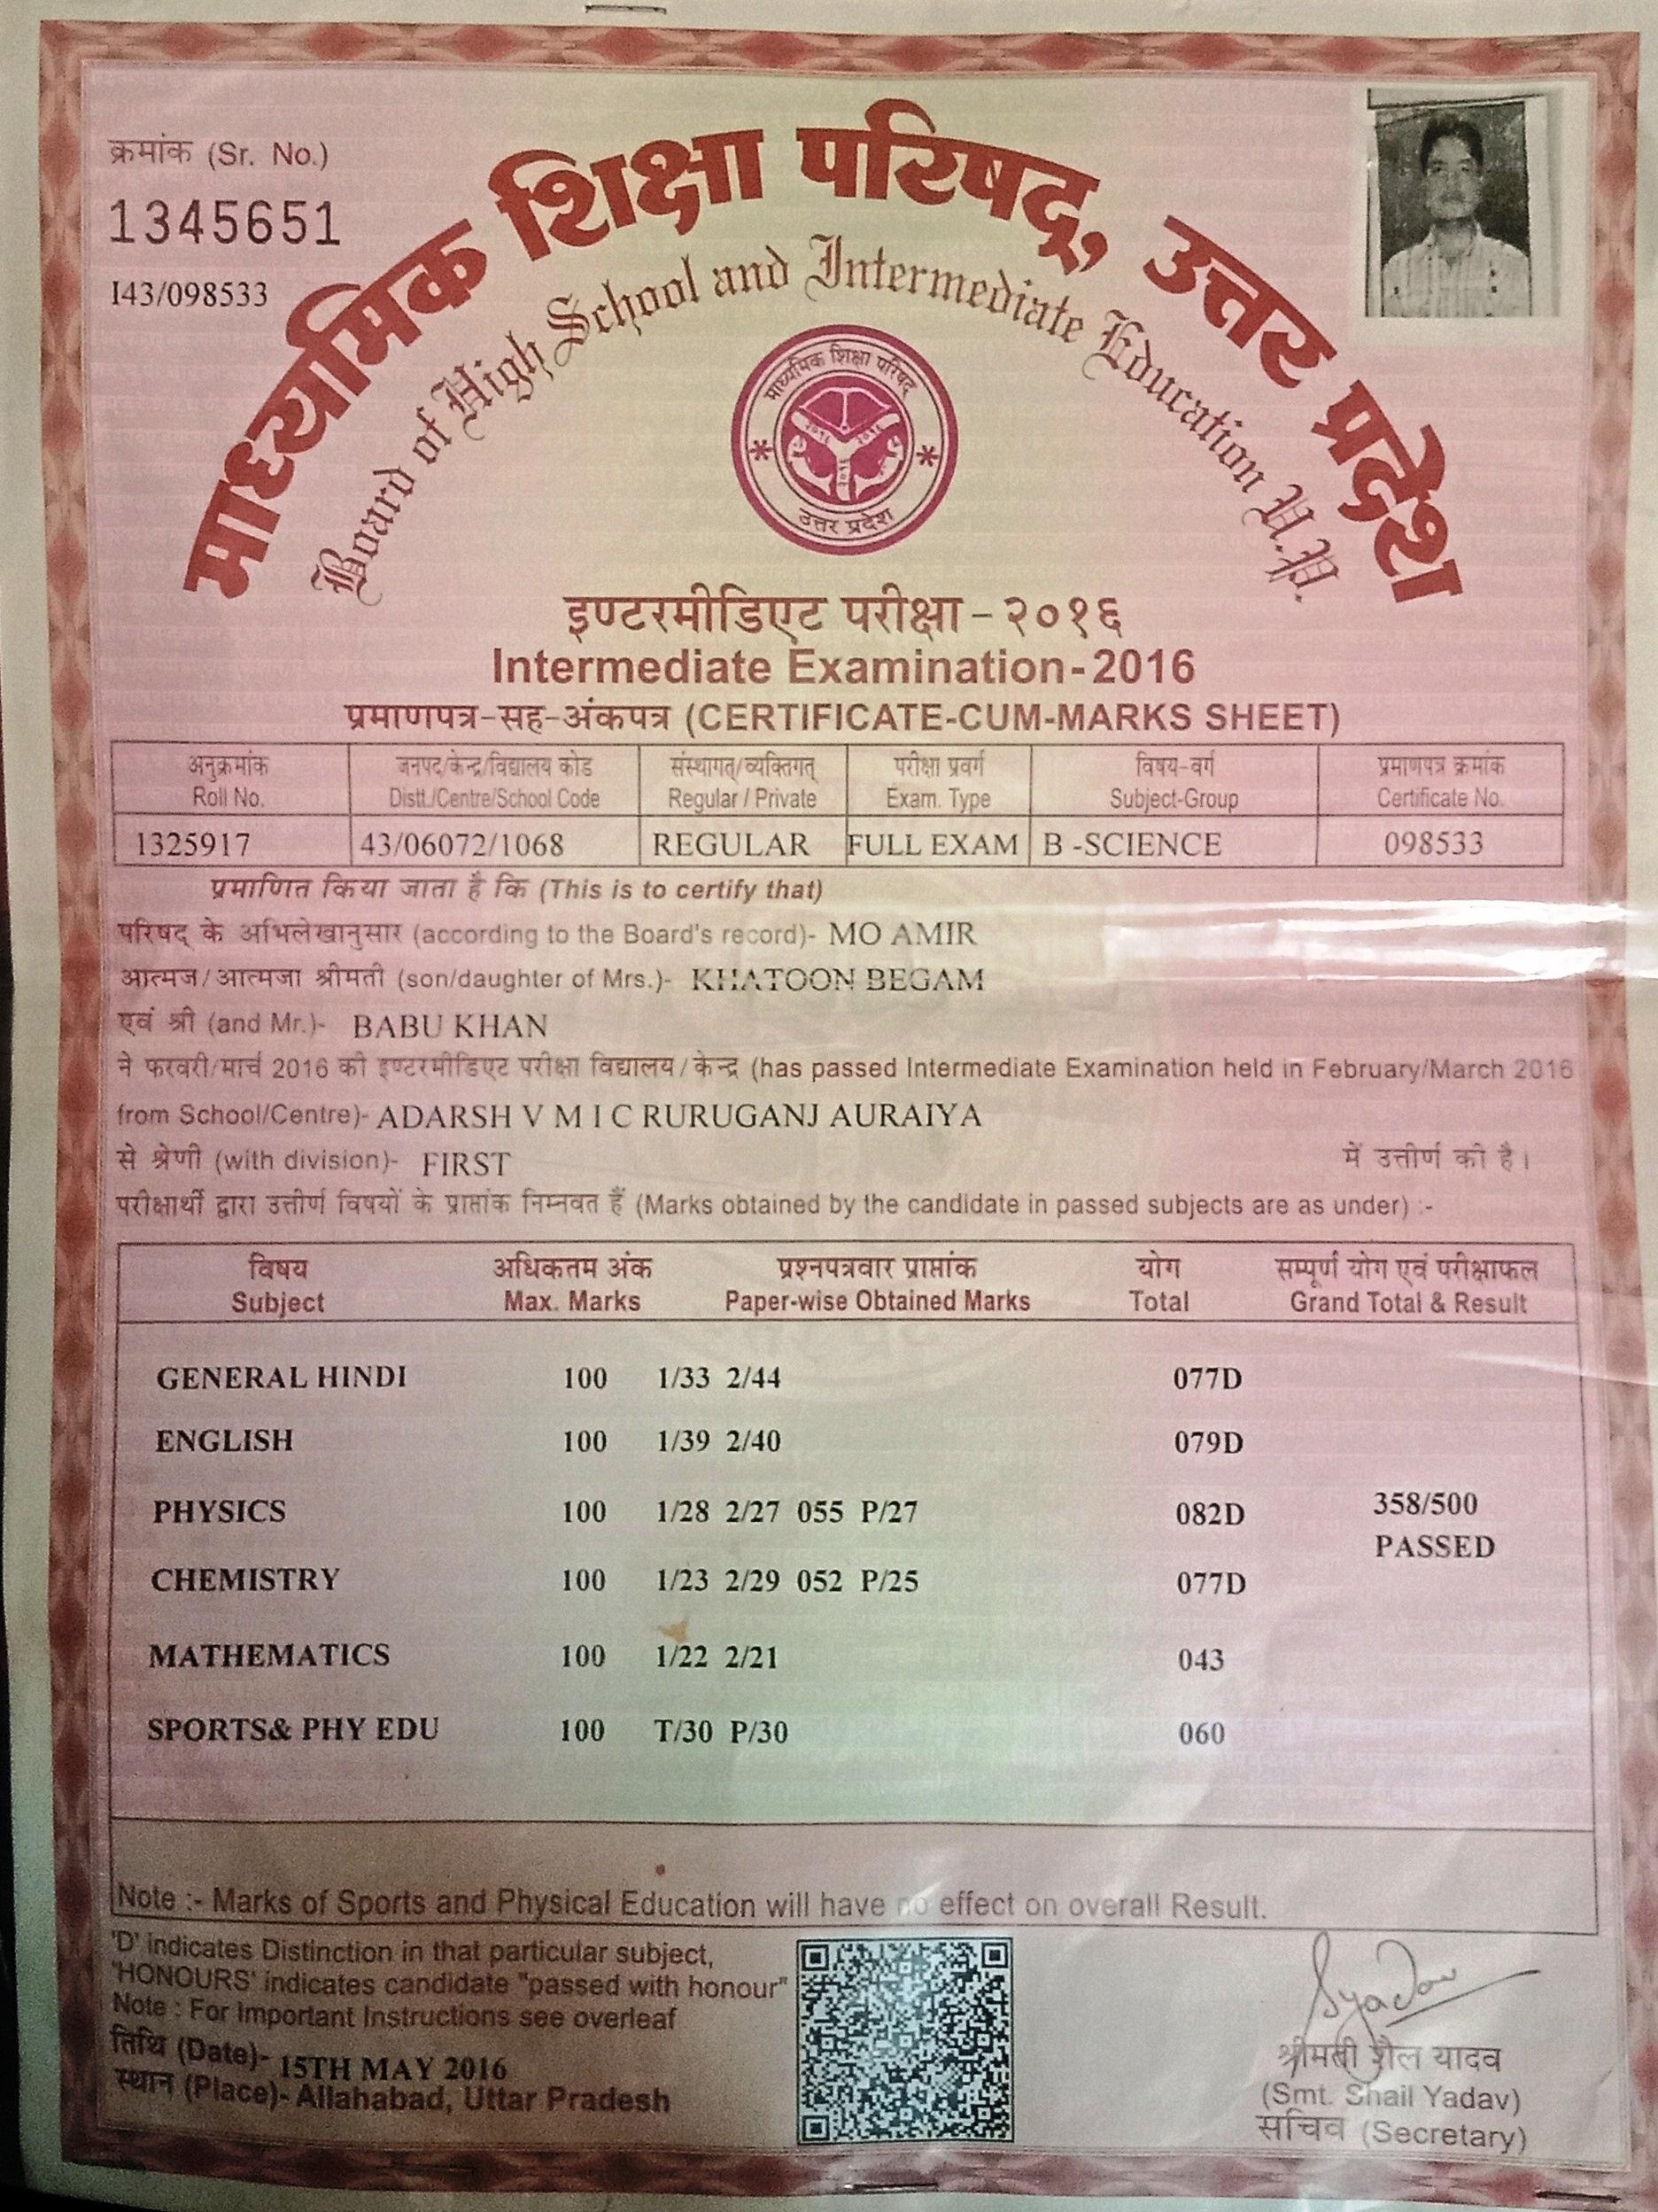 क्रमांक (Sr. No.)
1345651
I43/098533
माध्यमिक शिक्षा परिषद्, उत्तर प्रदेश
Board of High School and Intermediate Education U.P.
माध्यमिक शिक्षा परिषद्
उत्तर प्रदेश
इण्टरमीडिएट परीक्षा-२०१६
Intermediate Examination-2016
प्रमाणपत्र-सह-अंकपत्र (CERTIFICATE-CUM-MARKS SHEET)
अनुक्रमांक जनपद/केन्द्र/विद्यालय कोड संस्थागत/व्यक्तिगत् परीक्षा प्रवर्ग विषय-वर्ग प्रमाणपत्र क्रमांक
Roll No. Distt./Centre/School Code Regular / Private Exam. Type Subject-Group Certificate No.
1325917 43/06072/1068 REGULAR FULL EXAM B -SCIENCE 098533
प्रमाणित किया जाता है कि (This is to certify that)
परिषद के अभिलेखानुसार (according to the Board's record)- MO AMIR
आत्मज/आत्मजा श्रीमती (son/daughter of Mrs.)- KHATOON BEGAM
एवं श्री (and Mr.)- BABU KHAN
ने फरवरी/मार्च 2016 की इण्टरमीडिएट परीक्षा विद्यालय/केन्द्र (has passed Intermediate Examination held in February/March 2016
from School/Centre)- ADARSH V M I C RURUGANJ AURAIYA
से श्रेणी (with division)- FIRST में उत्तीर्ण की है।
परीक्षार्थी द्वारा उत्तीर्ण विषयों के प्राप्तांक निम्नवत हैं (Marks obtained by the candidate in passed subjects are as under) :-
विषय अधिकतम अंक प्रश्नपत्रवार प्राप्तांक योग सम्पूर्ण योग एवं परीक्षाफल
Subject Max. Marks Paper-wise Obtained Marks Total Grand Total & Result
GENERAL HINDI 100 1/33 2/44 077D
ENGLISH 100 1/39 2/40 079D
PHYSICS 100 1/28 2/27 055 P/27 082D 358/500
PASSED
CHEMISTRY 100 1/23 2/29 052 P/25 077D
MATHEMATICS 100 1/22 2/21 043
SPORTS& PHY EDU 100 T/30 P/30 060
Note :- Marks of Sports and Physical Education will have no effect on overall Result.
'D' indicates Distinction in that particular subject,
'HONOURS' indicates candidate "passed with honour"
Note : For Important Instructions see overleaf
तिथि (Date)- 15TH MAY 2016
स्थान (Place)- Allahabad, Uttar Pradesh
Syadav
श्रीमती शैल यादव
(Smt. Shail Yadav)
सचिव (Secretary)